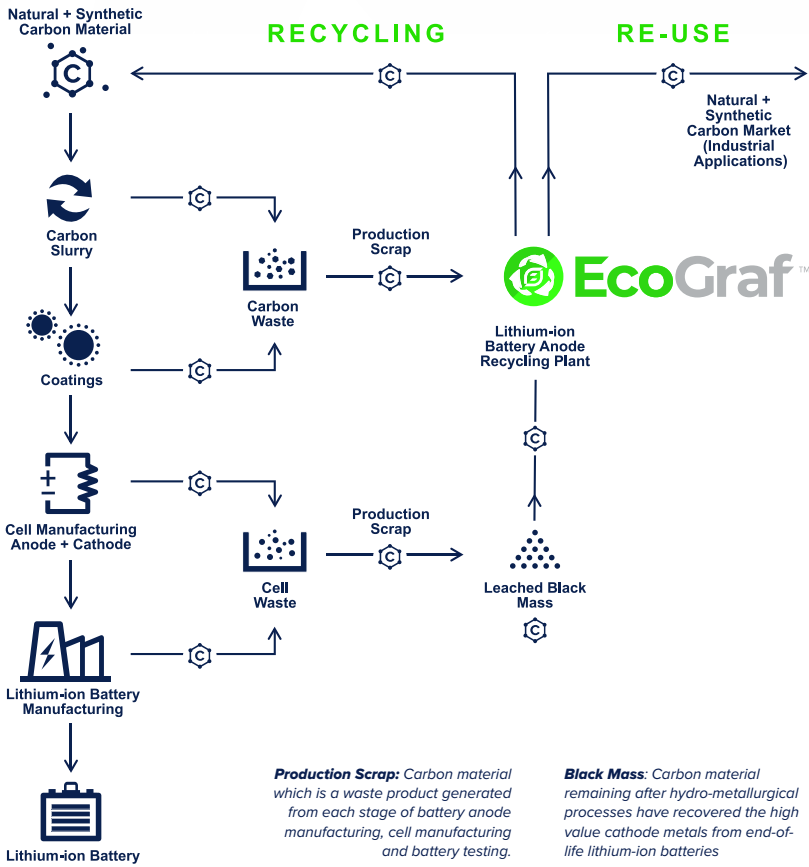 Natural + Synthetic
Carbon Material
C
RECYCLING
RE-USE
C
C
Natural +
Synthetic
Carbon Market
(Industrial
Applications)
Carbon
Slurry
C
Carbon
Waste
Production
Scrap
C
EcoGraf™
Lithium-ion
Battery Anode
Recycling Plant
Coatings
C
C
Cell Manufacturing
Anode + Cathode
C
Cell
Waste
Production
Scrap
C
Leached Black
Mass
C
Lithium-ion Battery
Manufacturing
C
Lithium-ion Battery
Production Scrap: Carbon material
which is a waste product generated
from each stage of battery anode
manufacturing, cell manufacturing
and battery testing.
Black Mass: Carbon material
remaining after hydro-metallurgical
processes have recovered the high
value cathode metals from end-of-
life lithium-ion batteries